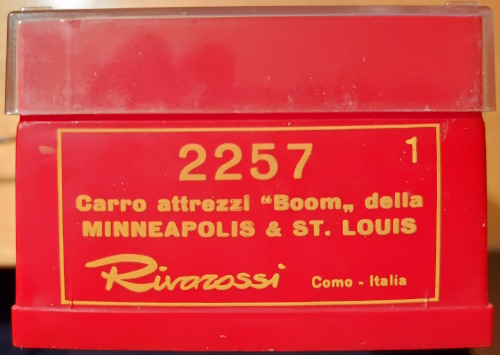 2257
1
Carro attrezzi “Boom„ della
MINNEAPOLIS & ST. LOUIS
Rivarossi
Como - Italia